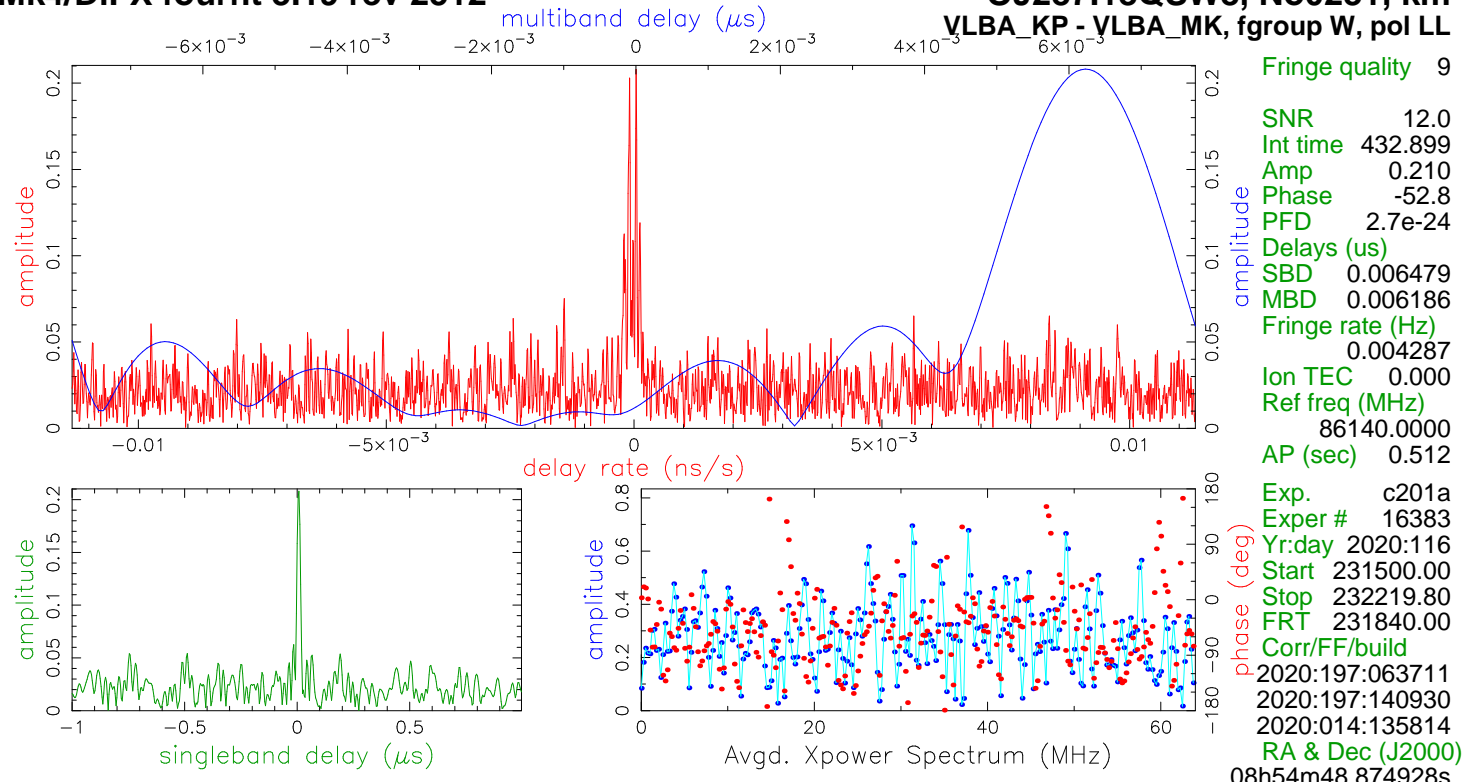 multiband delay (μs)
VLBA_KP - VLBA_MK, fgroup W, pol LL
−6×10⁻³ −4×10⁻³ −2×10⁻³ 0 2×10⁻³ 4×10⁻³ 6×10⁻³
amplitude
0 0.05 0.1 0.15 0.2
amplitude
0 0.05 0.1 0.15 0.2
−0.01 −5×10⁻³ 0 5×10⁻³ 0.01
delay rate (ns/s)
amplitude
0 0.05 0.1 0.15 0.2
−1 −0.5 0 0.5
singleband delay (μs)
amplitude
0 0.2 0.4 0.6 0.8
phase (deg)
−180 −90 0 90 180
0 20 40 60
Avgd. Xpower Spectrum (MHz)
Fringe quality 9
SNR 12.0
Int time 432.899
Amp 0.210
Phase -52.8
PFD 2.7e-24
Delays (us)
SBD 0.006479
MBD 0.006186
Fringe rate (Hz)
0.004287
Ion TEC 0.000
Ref freq (MHz)
86140.0000
AP (sec) 0.512
Exp. c201a
Exper # 16383
Yr:day 2020:116
Start 231500.00
Stop 232219.80
FRT 231840.00
Corr/FF/build
2020:197:063711
2020:197:140930
2020:014:135814
RA & Dec (J2000)
08h54m48.874928s